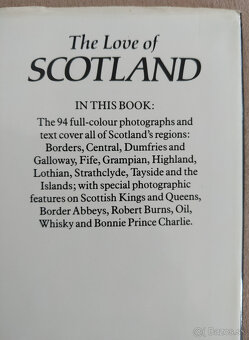 The Love of
SCOTLAND
IN THIS BOOK:
The 94 full-colour photographs and
text cover all of Scotland's regions:
Borders, Central, Dumfries and
Galloway, Fife, Grampian, Highland,
Lothian, Strathclyde, Tayside and
the Islands; with special photographic
features on Scottish Kings and Queens,
Border Abbeys, Robert Burns, Oil,
Whisky and Bonnie Prince Charlie.